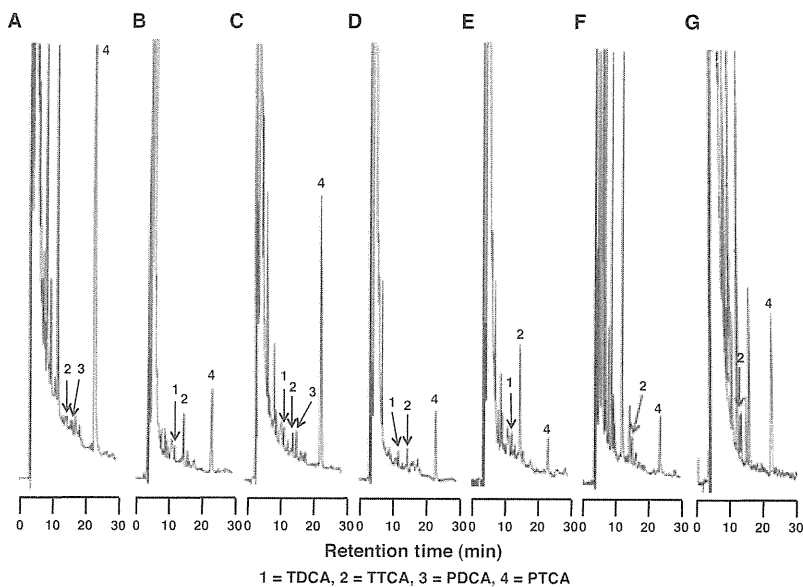 A B C D E F G
4
2 3
1 2 4
4
1 2 3
1 2 4
2
1 4
2 4
4
2
0 10 20 30 0 10 20 30 0 10 20 30 0 10 20 30 0 10 20 30 0 10 20 30 0 10 20 30
Retention time (min)
1 = TDCA, 2 = TTCA, 3 = PDCA, 4 = PTCA